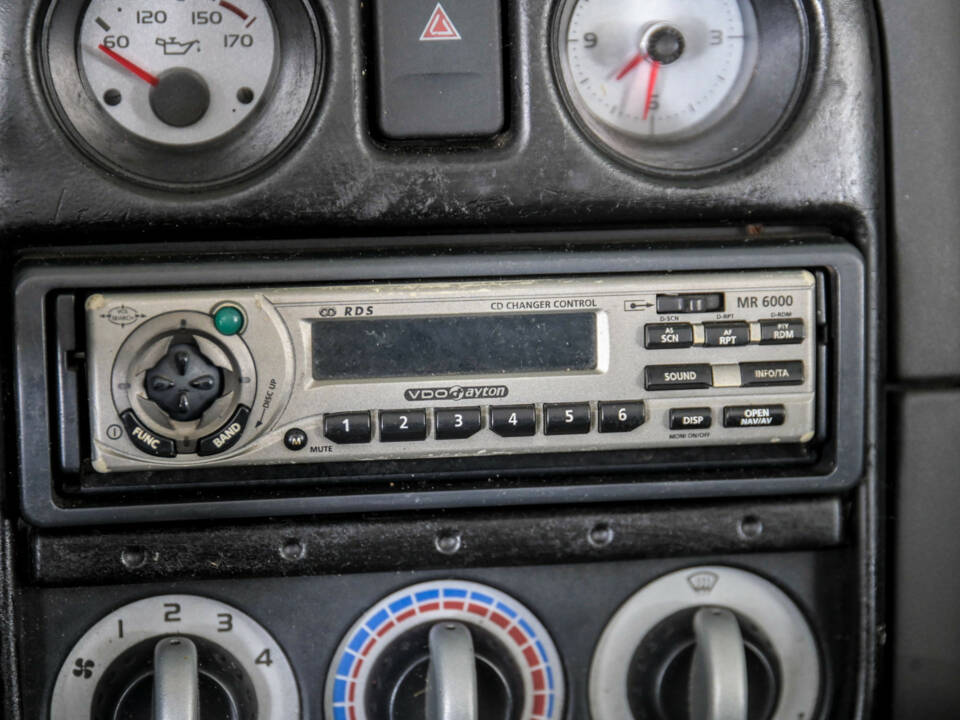 120 150
60 170
9 3
6
VOL
SEARCH
RDS
CD CHANGER CONTROL
MR 6000
D-SCN D-RPT D-RDM
AS SCN
AF RPT
PTY RDM
SOUND INFO/TA
VDO Dayton
DISC UP
FUNC BAND
M MUTE
1 2 3 4 5 6
DISP
MONI ON/OFF
OPEN
NAV/AV
1 2 3 4